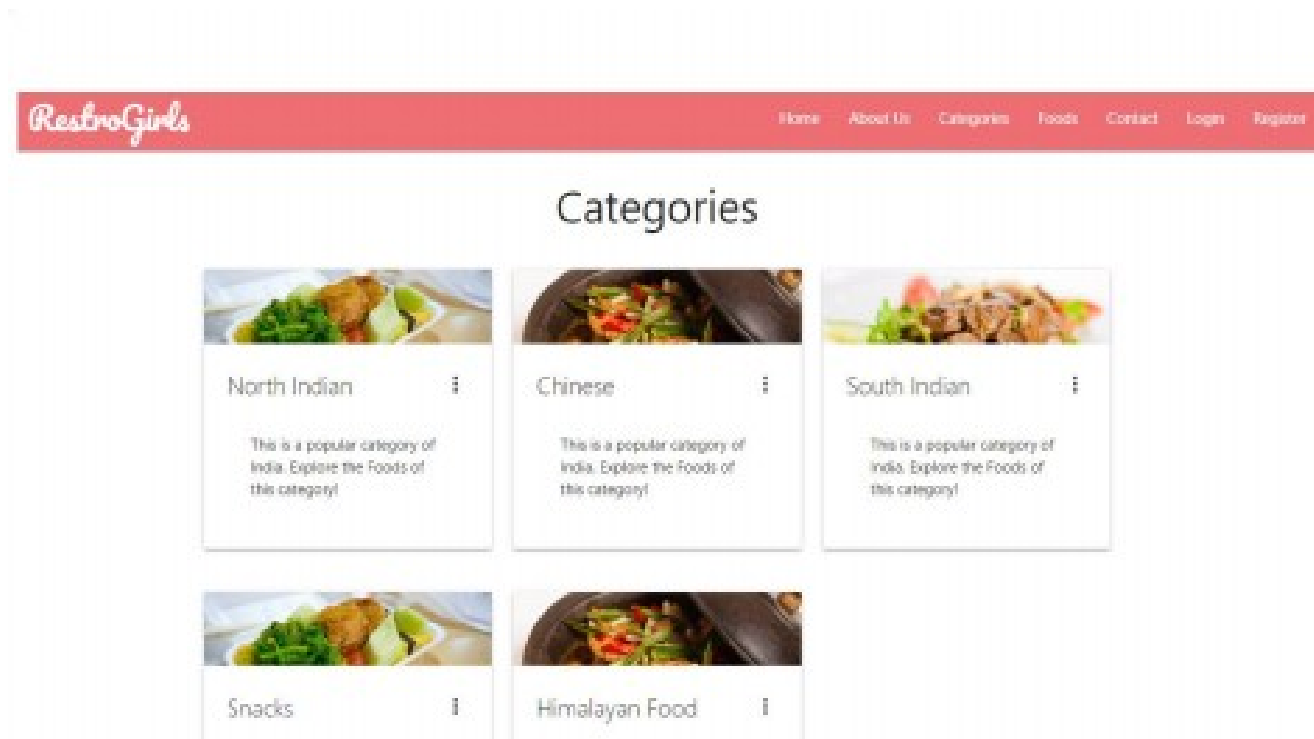 RestroGirls
Home About Us Categories Foods Contact Login Register
Categories
North Indian
This is a popular category of
India. Explore the Foods of
this category!
Chinese
This is a popular category of
India. Explore the Foods of
this category!
South Indian
This is a popular category of
India. Explore the Foods of
this category!
Snacks
Himalayan Food